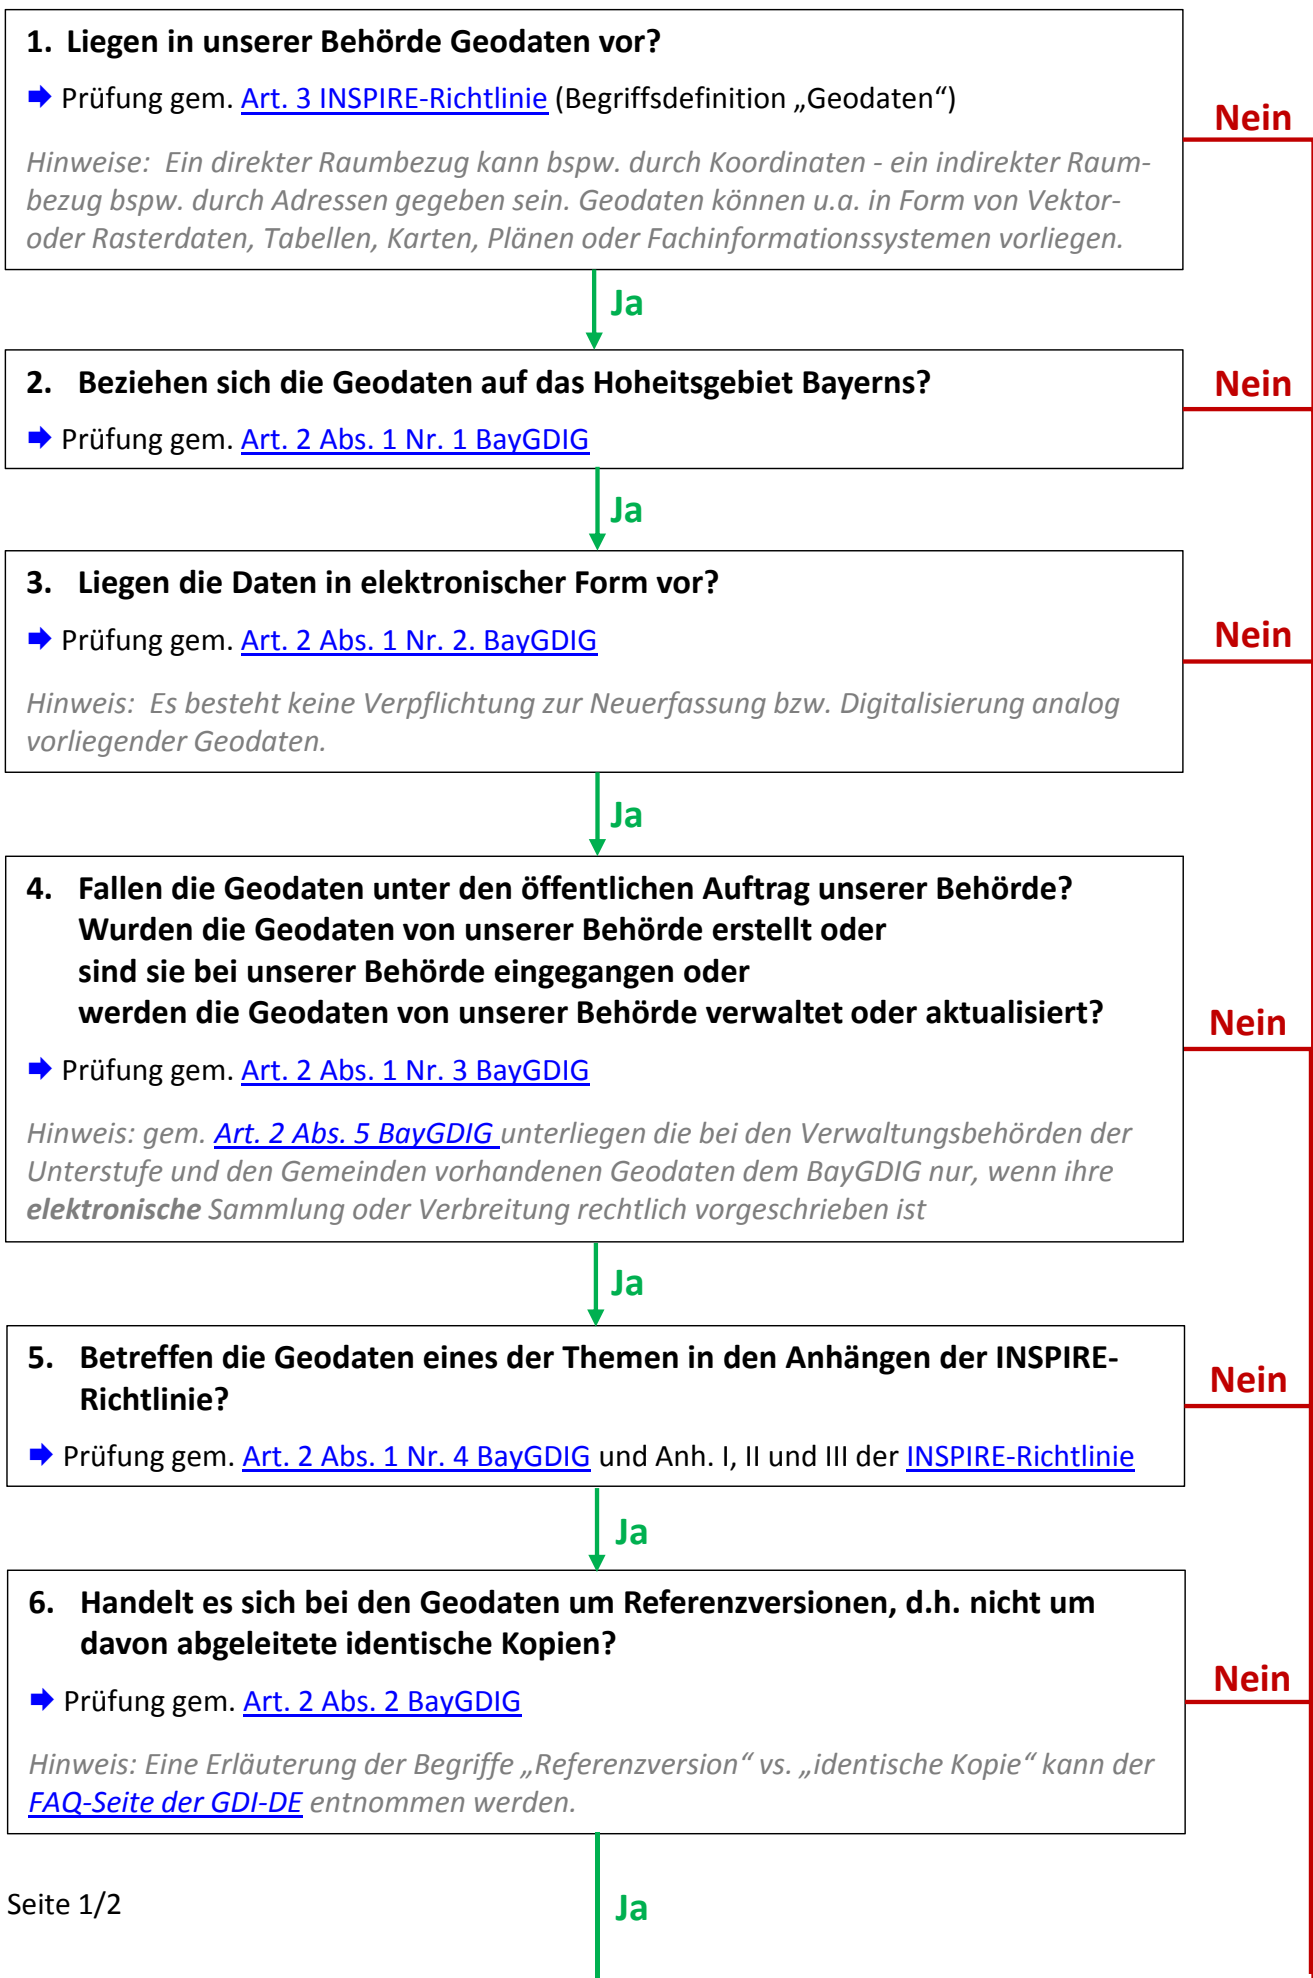 1. Liegen in unserer Behörde Geodaten vor?
Prüfung gem. Art. 3 INSPIRE-Richtlinie (Begriffsdefinition „Geodaten“)
Nein
Hinweise: Ein direkter Raumbezug kann bspw. durch Koordinaten - ein indirekter Raum-
bezug bspw. durch Adressen gegeben sein. Geodaten können u.a. in Form von Vektor-
oder Rasterdaten, Tabellen, Karten, Plänen oder Fachinformationssystemen vorliegen.
Ja
2. Beziehen sich die Geodaten auf das Hoheitsgebiet Bayerns?
Nein
Prüfung gem. Art. 2 Abs. 1 Nr. 1 BayGDIG
Ja
3. Liegen die Daten in elektronischer Form vor?
Prüfung gem. Art. 2 Abs. 1 Nr. 2. BayGDIG
Nein
Hinweis: Es besteht keine Verpflichtung zur Neuerfassung bzw. Digitalisierung analog
vorliegender Geodaten.
Ja
4. Fallen die Geodaten unter den öffentlichen Auftrag unserer Behörde?
Wurden die Geodaten von unserer Behörde erstellt oder
sind sie bei unserer Behörde eingegangen oder
werden die Geodaten von unserer Behörde verwaltet oder aktualisiert?
Nein
Prüfung gem. Art. 2 Abs. 1 Nr. 3 BayGDIG
Hinweis: gem. Art. 2 Abs. 5 BayGDIG unterliegen die bei den Verwaltungsbehörden der
Unterstufe und den Gemeinden vorhandenen Geodaten dem BayGDIG nur, wenn ihre
elektronische Sammlung oder Verbreitung rechtlich vorgeschrieben ist
Ja
5. Betreffen die Geodaten eines der Themen in den Anhängen der INSPIRE-
Richtlinie?
Nein
Prüfung gem. Art. 2 Abs. 1 Nr. 4 BayGDIG und Anh. I, II und III der INSPIRE-Richtlinie
Ja
6. Handelt es sich bei den Geodaten um Referenzversionen, d.h. nicht um
davon abgeleitete identische Kopien?
Nein
Prüfung gem. Art. 2 Abs. 2 BayGDIG
Hinweis: Eine Erläuterung der Begriffe „Referenzversion“ vs. „identische Kopie“ kann der
FAQ-Seite der GDI-DE entnommen werden.
Seite 1/2
Ja